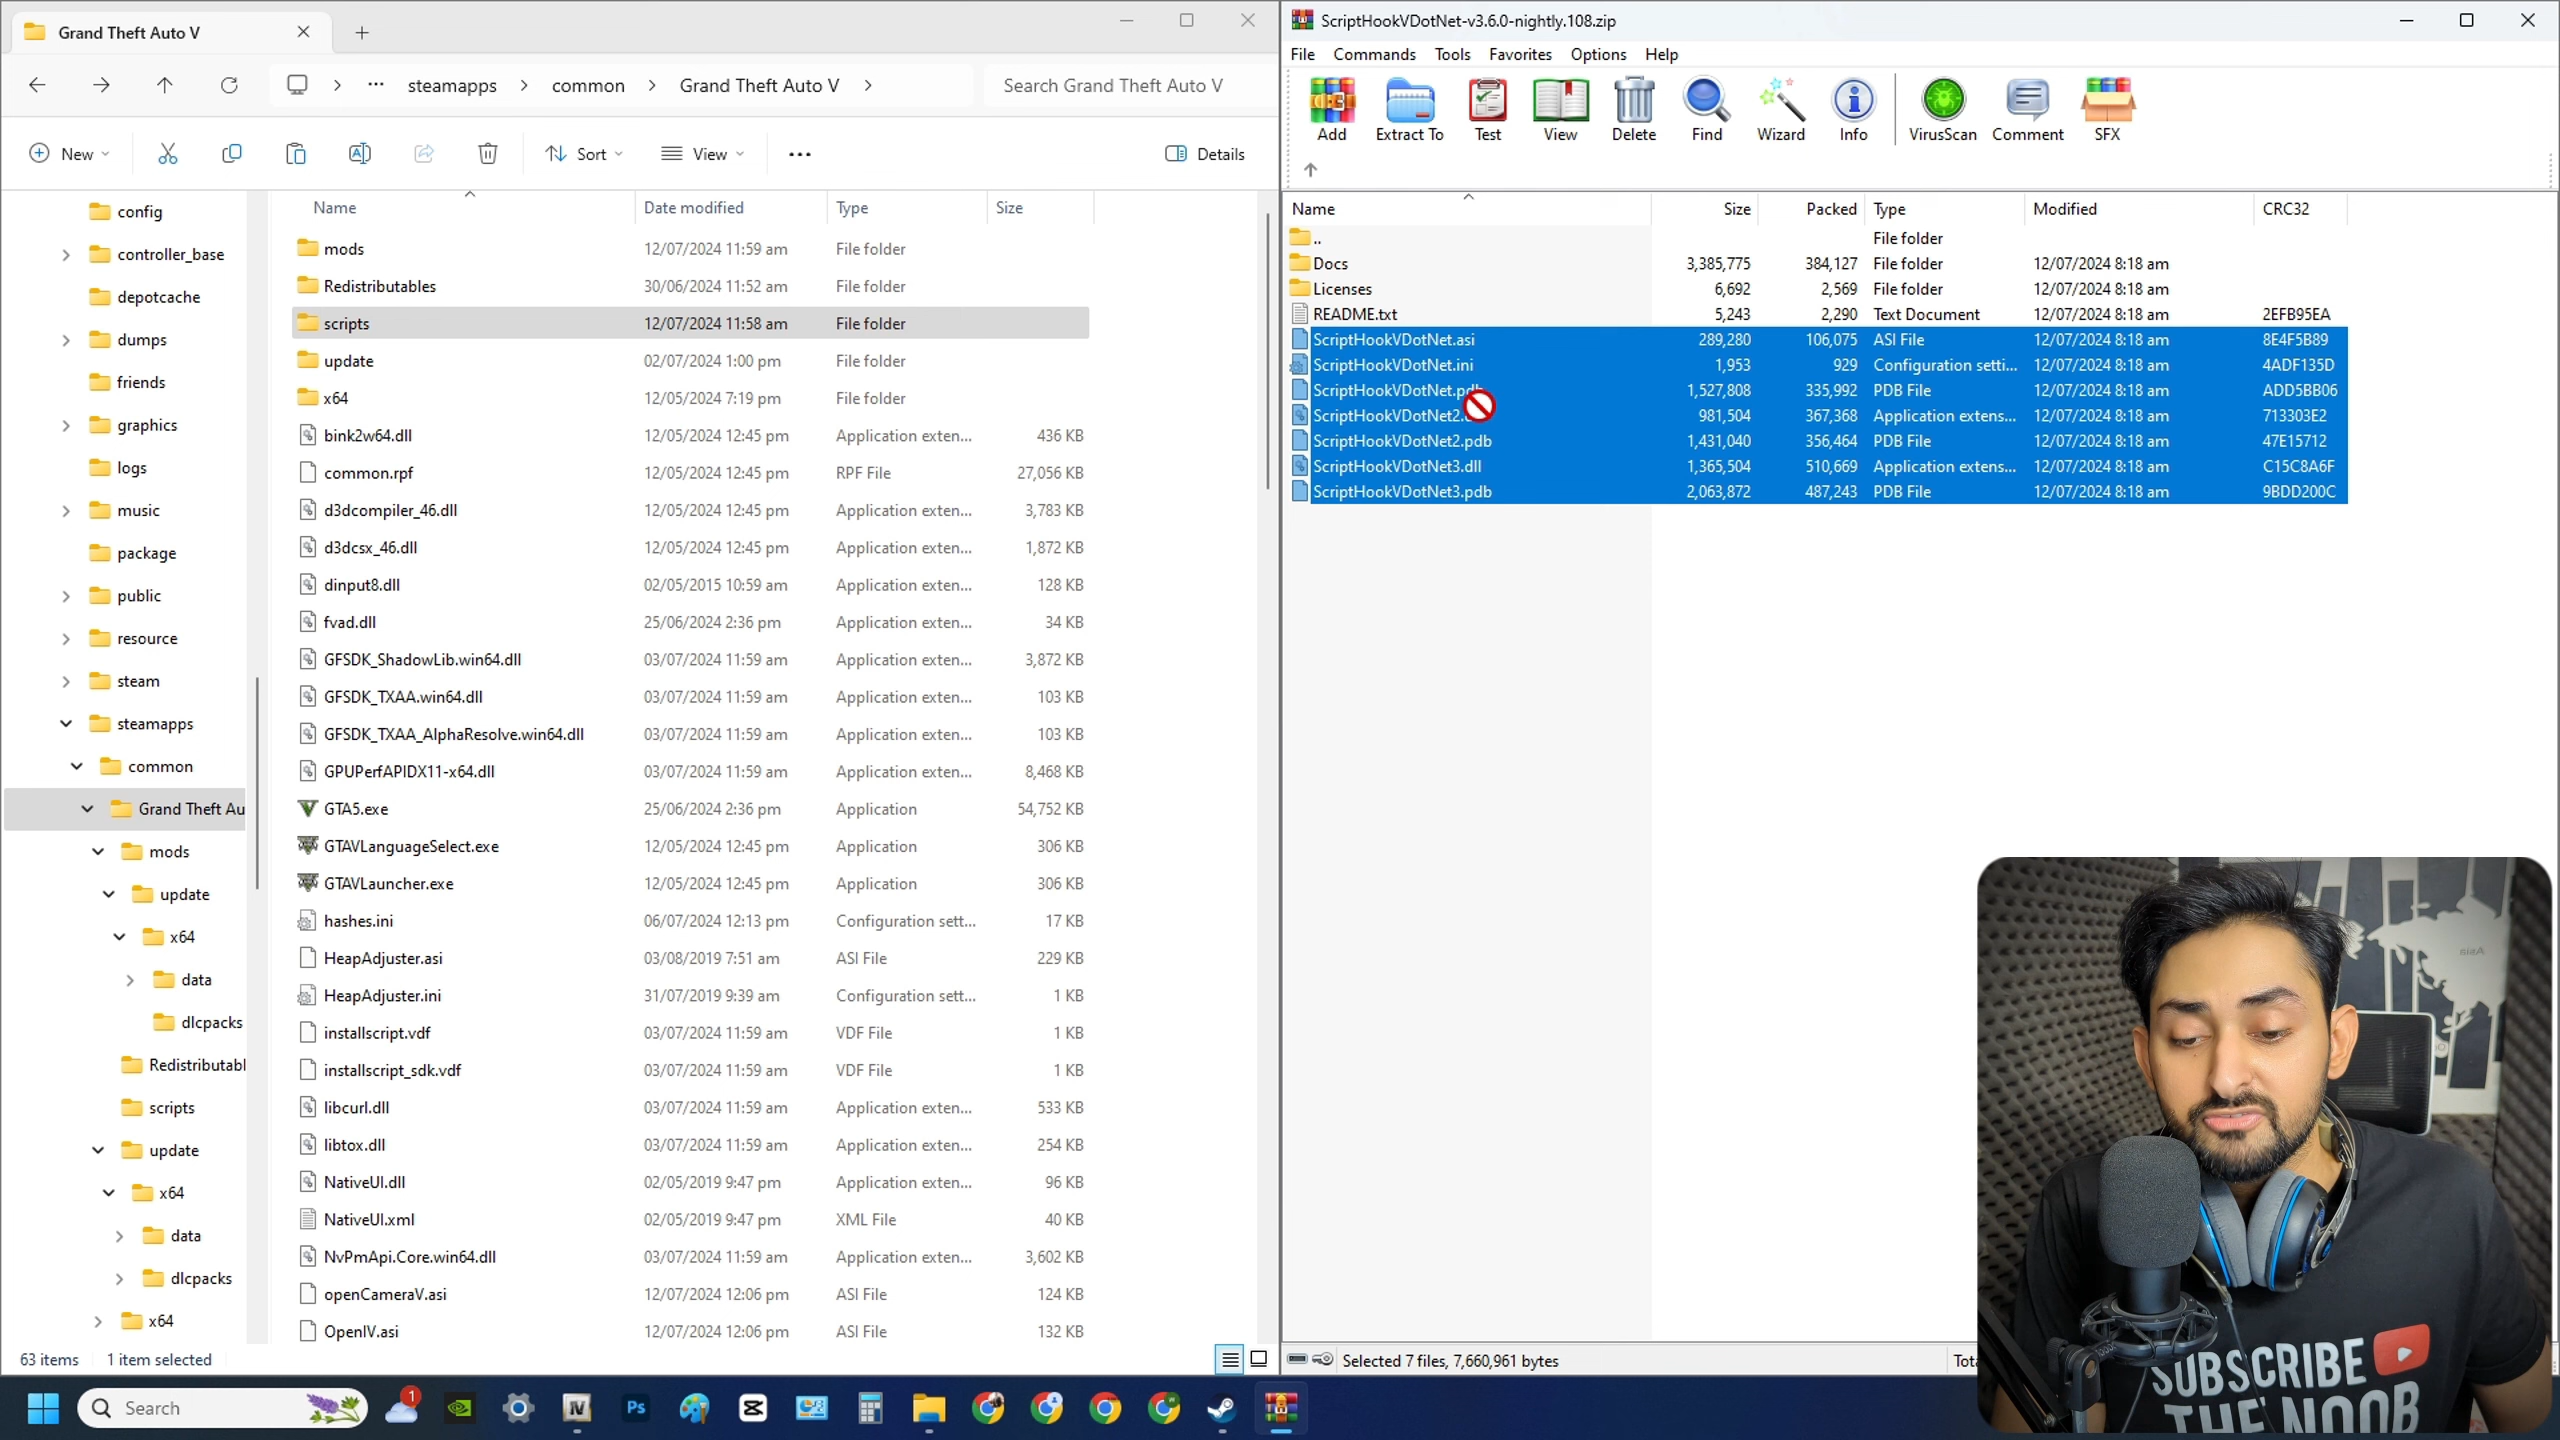 Grand Theft Auto V
steamapps
common
Grand Theft Auto V
Search Grand Theft Auto V
New
Sort
View
Details
config
controller_base
depotcache
dumps
friends
graphics
logs
music
package
public
resource
steam
steamapps
common
Grand Theft Au
mods
update
x64
data
dlcpacks
Redistributabl
scripts
update
x64
data
dlcpacks
x64
Name Date modified Type Size
mods 12/07/2024 11:59 am File folder
Redistributables 30/06/2024 11:52 am File folder
scripts 12/07/2024 11:58 am File folder
update 02/07/2024 1:00 pm File folder
x64 12/05/2024 7:19 pm File folder
bink2w64.dll 12/05/2024 12:45 pm Application exten... 436 KB
common.rpf 12/05/2024 12:45 pm RPF File 27,056 KB
d3dcompiler_46.dll 12/05/2024 12:45 pm Application exten... 3,783 KB
d3dcsx_46.dll 12/05/2024 12:45 pm Application exten... 1,872 KB
dinput8.dll 02/05/2015 10:59 am Application exten... 128 KB
fvad.dll 25/06/2024 2:36 pm Application exten... 34 KB
GFSDK_ShadowLib.win64.dll 03/07/2024 11:59 am Application exten... 3,872 KB
GFSDK_TXAA.win64.dll 03/07/2024 11:59 am Application exten... 103 KB
GFSDK_TXAA_AlphaResolve.win64.dll 03/07/2024 11:59 am Application exten... 103 KB
GPUPerfAPIDX11-x64.dll 03/07/2024 11:59 am Application exten... 8,468 KB
GTA5.exe 25/06/2024 2:36 pm Application 54,752 KB
GTAVLanguageSelect.exe 12/05/2024 12:45 pm Application 306 KB
GTAVLauncher.exe 12/05/2024 12:45 pm Application 306 KB
hashes.ini 06/07/2024 12:13 pm Configuration sett... 17 KB
HeapAdjuster.asi 03/08/2019 7:51 am ASI File 229 KB
HeapAdjuster.ini 31/07/2019 9:39 am Configuration sett... 1 KB
installscript.vdf 03/07/2024 11:59 am VDF File 1 KB
installscript_sdk.vdf 03/07/2024 11:59 am VDF File 1 KB
libcurl.dll 03/07/2024 11:59 am Application exten... 533 KB
libtox.dll 03/07/2024 11:59 am Application exten... 254 KB
NativeUI.dll 02/05/2019 9:47 pm Application exten... 96 KB
NativeUI.xml 02/05/2019 9:47 pm XML File 40 KB
NvPmApi.Core.win64.dll 03/07/2024 11:59 am Application exten... 3,602 KB
openCameraV.asi 12/07/2024 12:06 pm ASI File 124 KB
OpenIV.asi 12/07/2024 12:06 pm ASI File 132 KB
63 items 1 item selected
ScriptHookVDotNet-v3.6.0-nightly.108.zip
File Commands Tools Favorites Options Help
Add Extract To Test View Delete Find Wizard Info VirusScan Comment SFX
Name Size Packed Type Modified CRC32
.. File folder
Docs 3,385,775 384,127 File folder 12/07/2024 8:18 am
Licenses 6,692 2,569 File folder 12/07/2024 8:18 am
README.txt 5,243 2,290 Text Document 12/07/2024 8:18 am 2EFB95EA
ScriptHookVDotNet.asi 289,280 106,075 ASI File 12/07/2024 8:18 am 8E4F5B89
ScriptHookVDotNet.ini 1,953 929 Configuration setti... 12/07/2024 8:18 am 4ADF135D
ScriptHookVDotNet.pdb 1,527,808 335,992 PDB File 12/07/2024 8:18 am ADD5BB06
ScriptHookVDotNet2. 981,504 367,368 Application extens... 12/07/2024 8:18 am 713303E2
ScriptHookVDotNet2.pdb 1,431,040 356,464 PDB File 12/07/2024 8:18 am 47E15712
ScriptHookVDotNet3.dll 1,365,504 510,669 Application extens... 12/07/2024 8:18 am C15C8A6F
ScriptHookVDotNet3.pdb 2,063,872 487,243 PDB File 12/07/2024 8:18 am 9BDD200C
Selected 7 files, 7,660,961 bytes
Tota
Asia
SUBSCRIBE
THE NOOB
Search
1
Ps